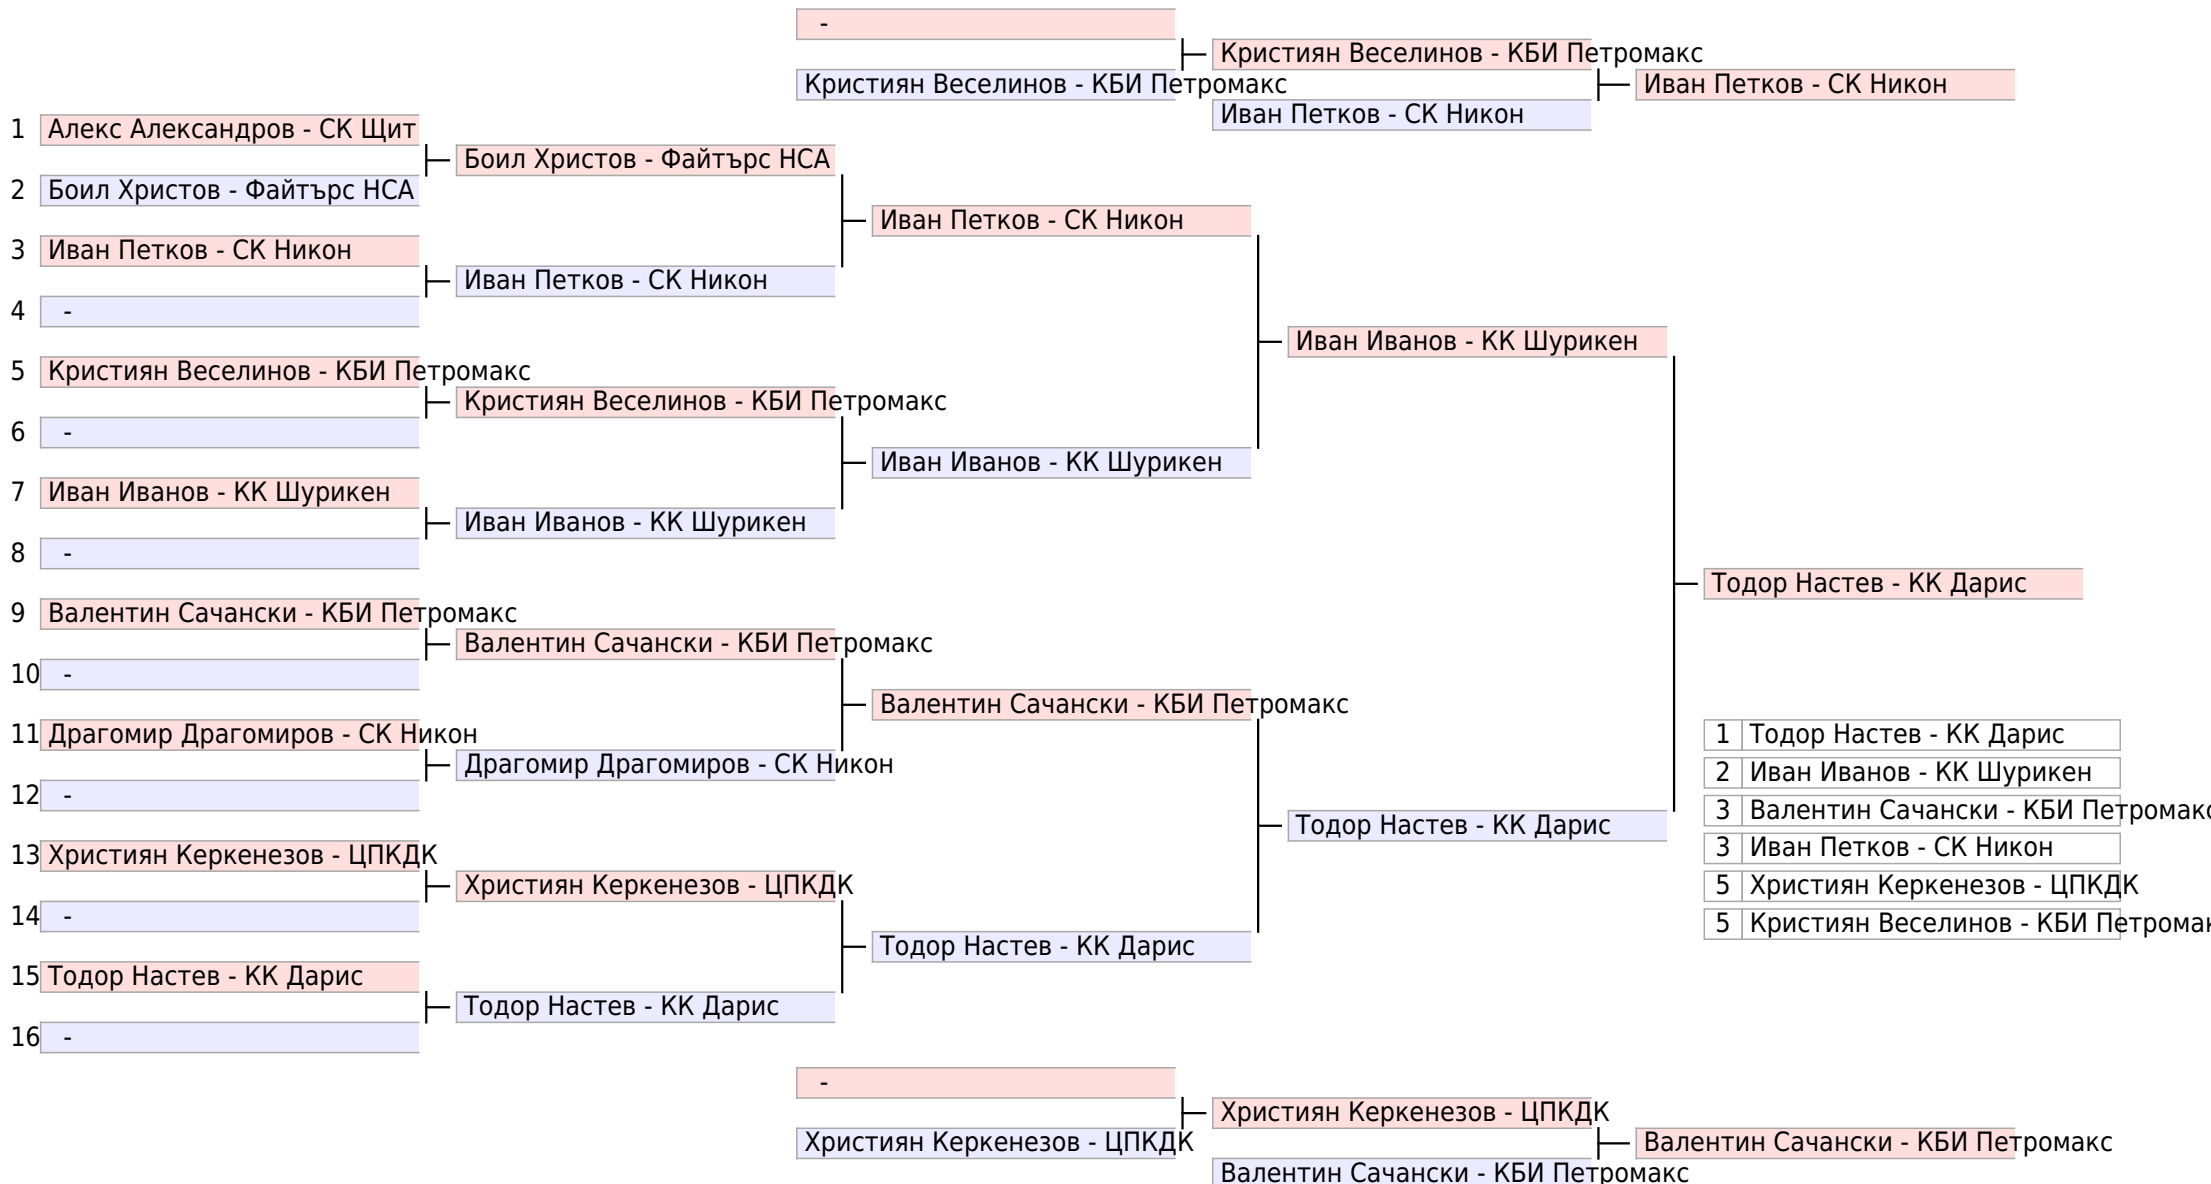 -
Кристиян Веселинов - КБИ Петромакс
Кристиян Веселинов - КБИ Петромакс
Иван Петков - СК Никон
Иван Петков - СК Никон
1 Алекс Александров - СК Щит
Боил Христов - Файтърс НСА
2 Боил Христов - Файтърс НСА
Иван Петков - СК Никон
3 Иван Петков - СК Никон
Иван Петков - СК Никон
4 -
Иван Иванов - КК Шурикен
5 Кристиян Веселинов - КБИ Петромакс
Кристиян Веселинов - КБИ Петромакс
6 -
Иван Иванов - КК Шурикен
7 Иван Иванов - КК Шурикен
Иван Иванов - КК Шурикен
8 -
Тодор Настев - КК Дарис
9 Валентин Сачански - КБИ Петромакс
Валентин Сачански - КБИ Петромакс
10 -
Валентин Сачански - КБИ Петромакс
11 Драгомир Драгомиров - СК Никон
Драгомир Драгомиров - СК Никон
12 -
Тодор Настев - КК Дарис
13 Християн Керкенезов - ЦПКДК
Християн Керкенезов - ЦПКДК
14 -
Тодор Настев - КК Дарис
15 Тодор Настев - КК Дарис
Тодор Настев - КК Дарис
16 -
1 Тодор Настев - КК Дарис
2 Иван Иванов - КК Шурикен
3 Валентин Сачански - КБИ Петромакс
3 Иван Петков - СК Никон
5 Християн Керкенезов - ЦПКДК
5 Кристиян Веселинов - КБИ Петромак
-
Християн Керкенезов - ЦПКДК
Християн Керкенезов - ЦПКДК
Валентин Сачански - КБИ Петромакс
Валентин Сачански - КБИ Петромакс